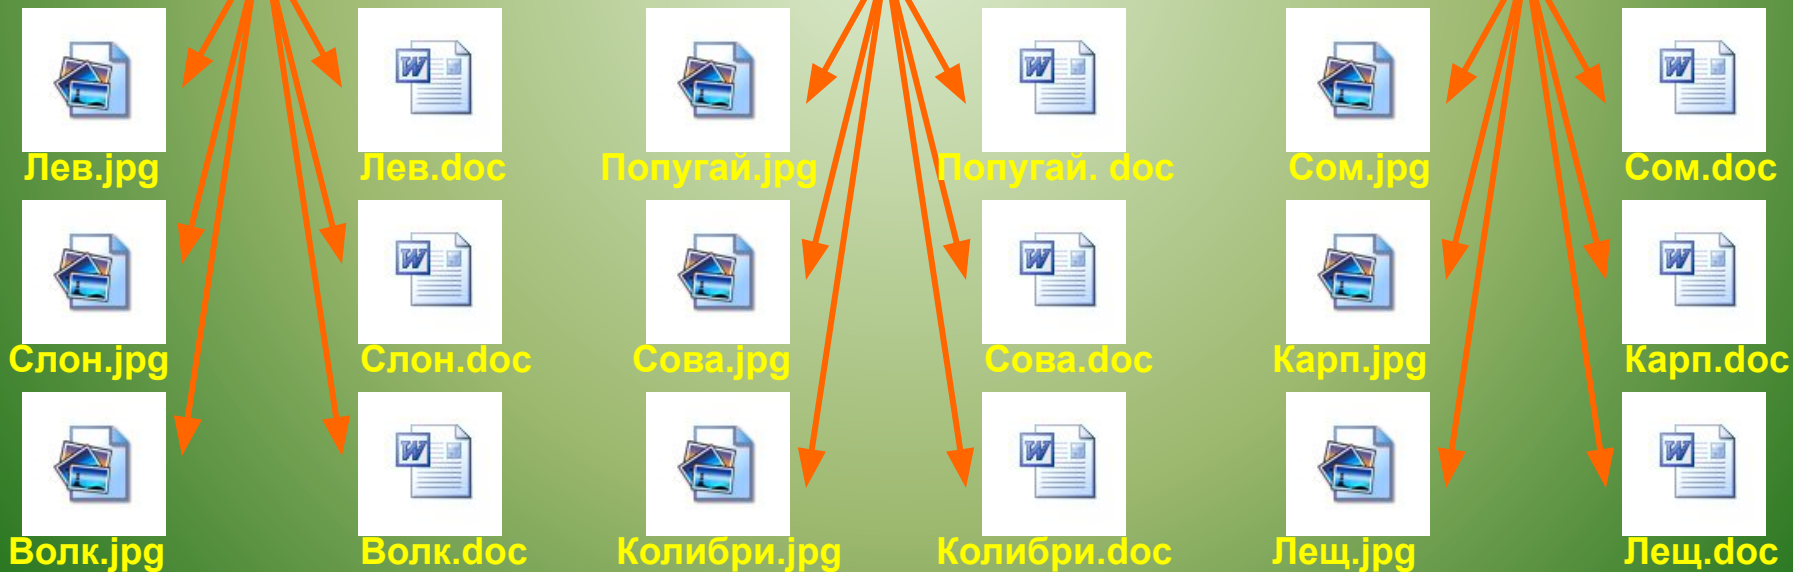 Лев.jpg Лев.doc Попугай.jpg Попугай. doc Сом.jpg Сом.doc
Слон.jpg Слон.doc Сова.jpg Сова.doc Карп.jpg Карп.doc
Волк.jpg Волк.doc Колибри.jpg Колибри.doc Лещ.jpg Лещ.doc